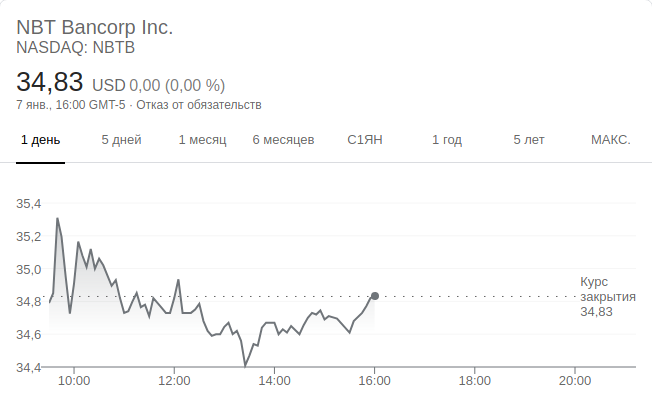 NBT Bancorp Inc.
NASDAQ: NBTB
34,83 USD 0,00 (0,00 %)
7 янв., 16:00 GMT-5 · Отказ от обязательств
1 день 5 дней 1 месяц 6 месяцев С1ЯН 1 год 5 лет МАКС.
35,4
35,2
35,0
34,8
34,6
34,4
Курс
закрытия
34,83
10:00 12:00 14:00 16:00 18:00 20:00